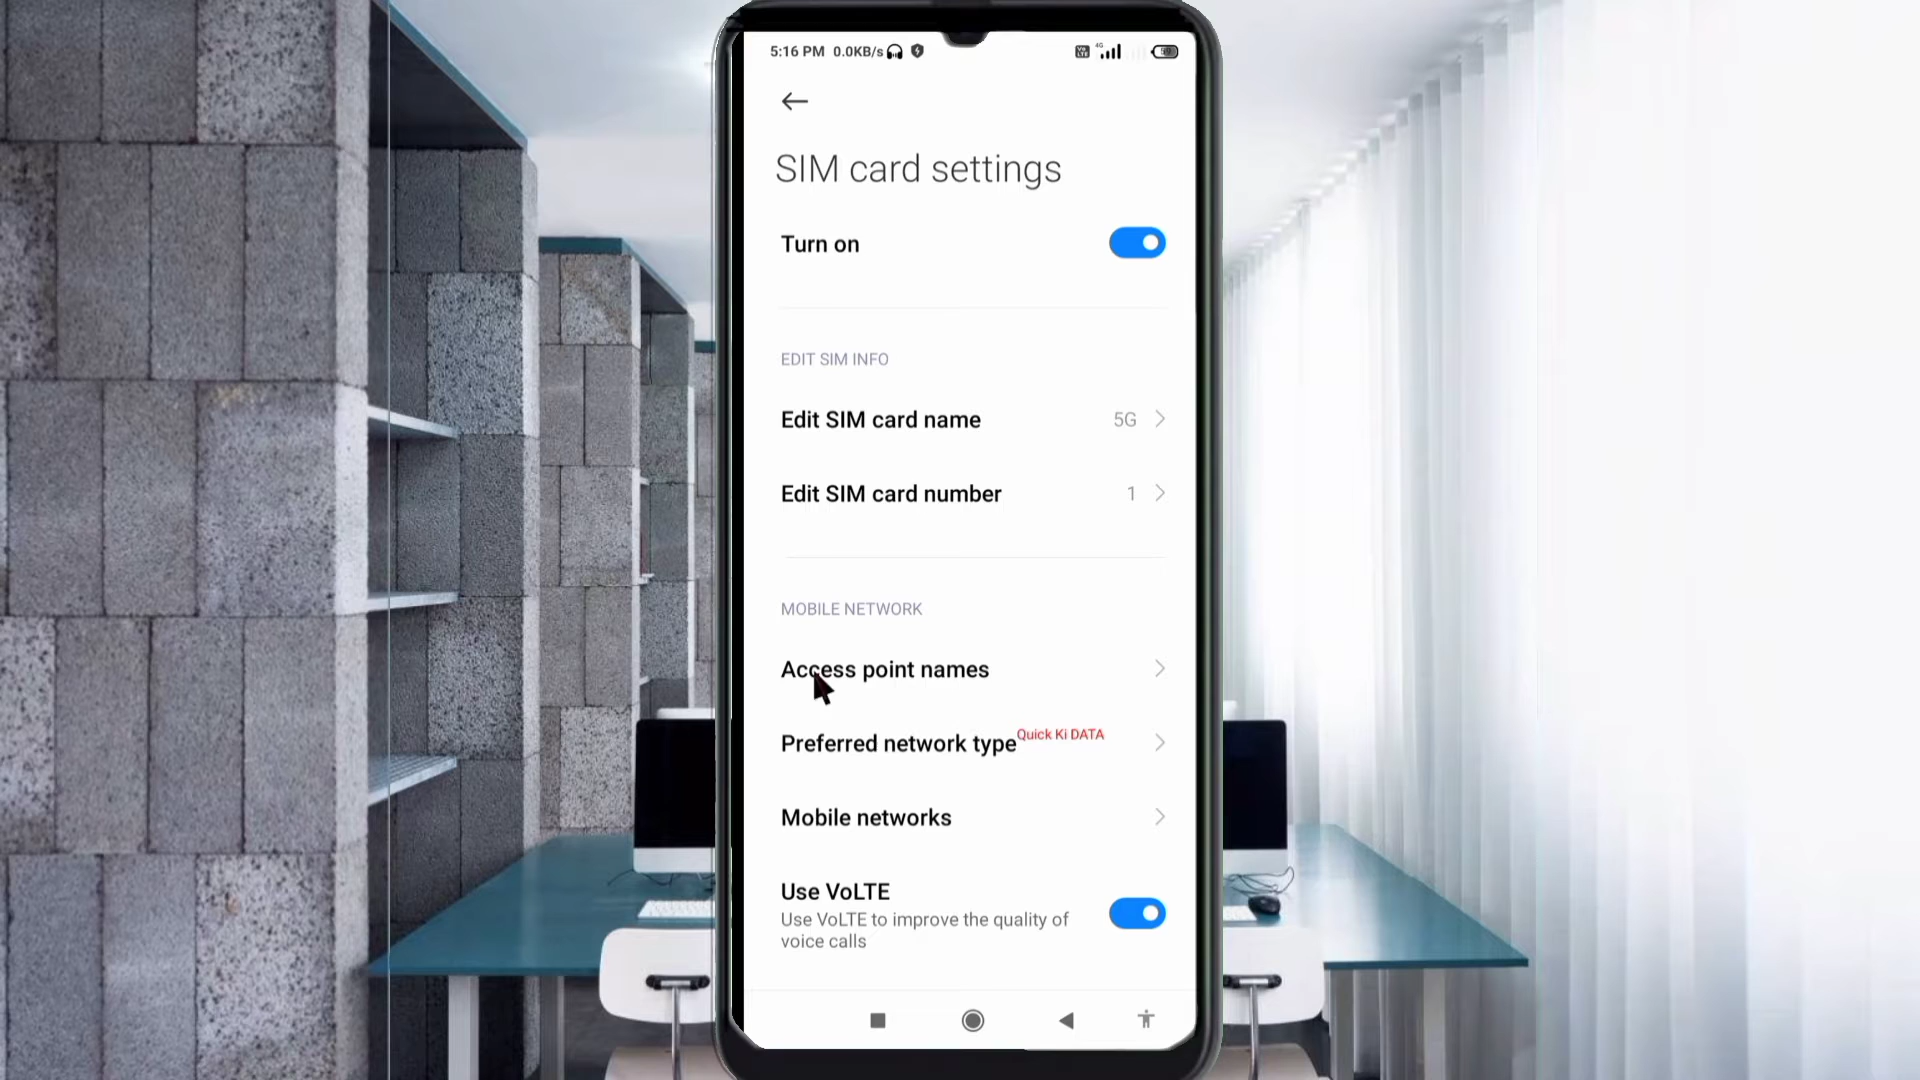 5:16 PM 0.0KB/s
4G
SIM card settings
Turn on
EDIT SIM INFO
Edit SIM card name 5G
Edit SIM card number 1
MOBILE NETWORK
Access point names
Preferred network type Quick Ki DATA
Mobile networks
Use VoLTE
Use VoLTE to improve the quality of
voice calls